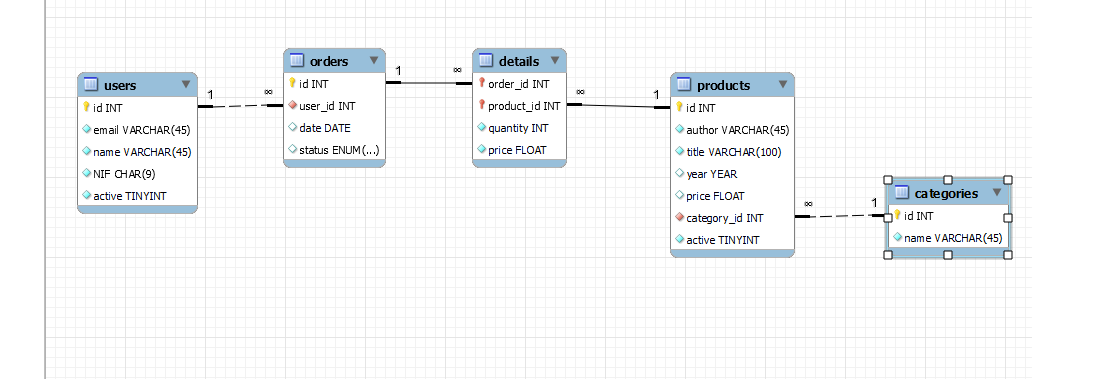 users
id INT
email VARCHAR(45)
name VARCHAR(45)
NIF CHAR(9)
active TINYINT
1
∞
orders
id INT
user_id INT
date DATE
status ENUM(...)
1
∞
details
order_id INT
product_id INT
quantity INT
price FLOAT
∞
1
products
id INT
author VARCHAR(45)
title VARCHAR(100)
year YEAR
price FLOAT
category_id INT
active TINYINT
∞
1
categories
id INT
name VARCHAR(45)